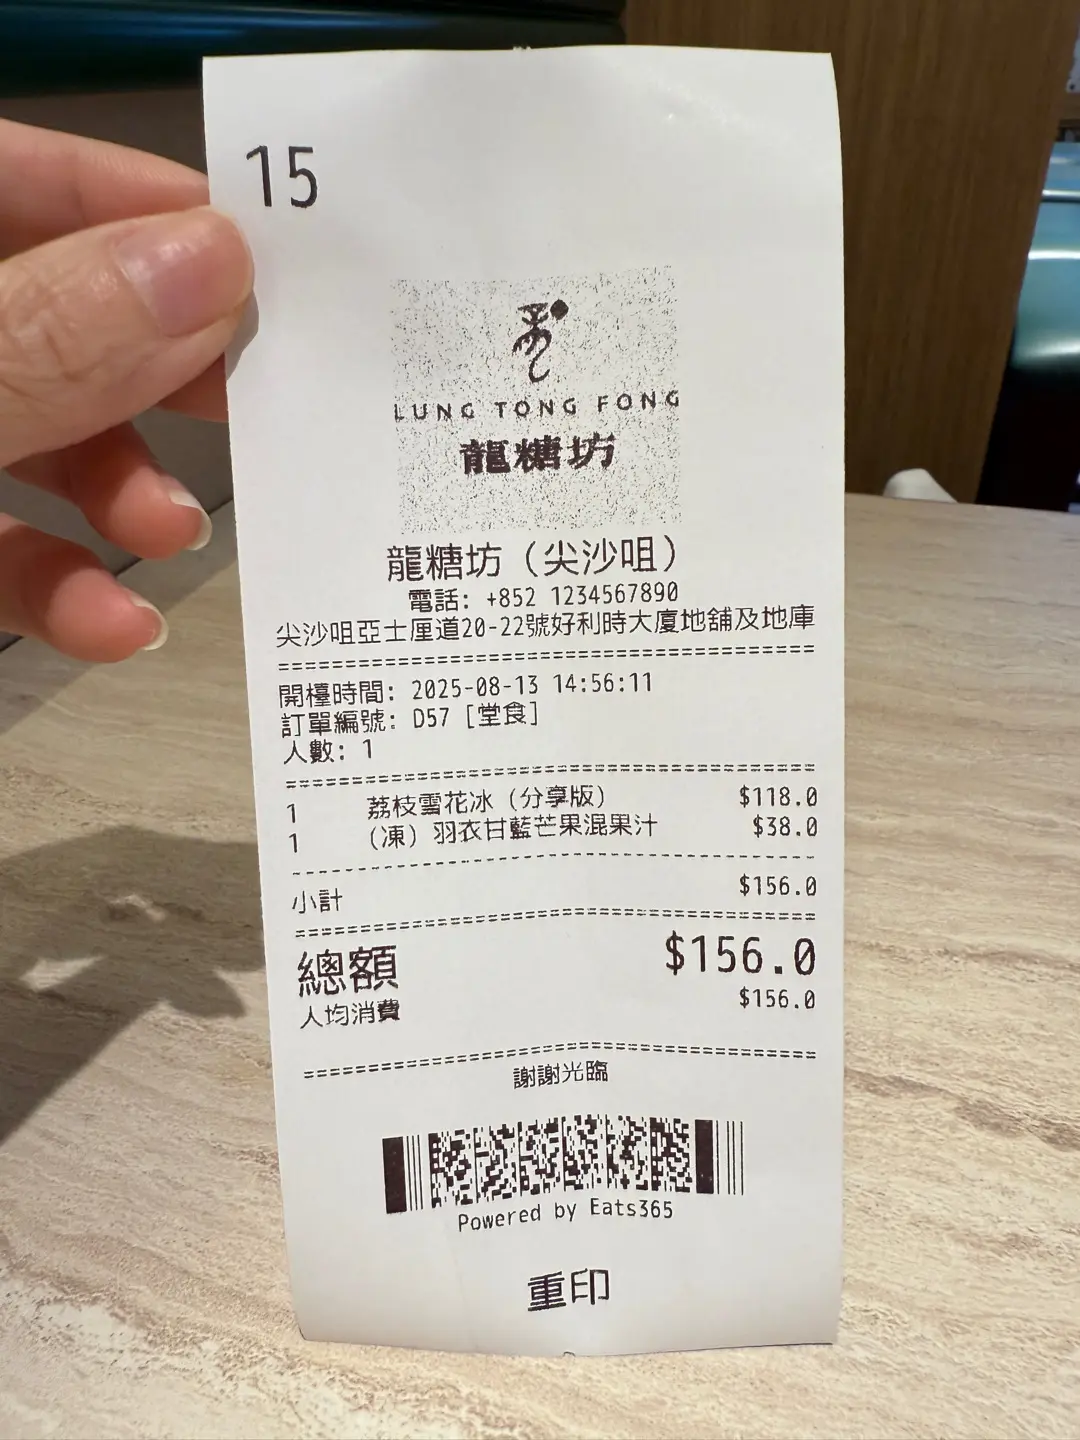 15
LUNG TONG FONG
龍糖坊
龍糖坊（尖沙咀）
電話: +852 1234567890
尖沙咀亞士厘道20-22號好利時大廈地舖及地庫
======================================
開檯時間: 2025-08-13 14:56:11
訂單編號: D57 [堂食]
人數: 1
======================================
1 荔枝雪花冰（分享版） $118.0
1 （凍）羽衣甘藍芒果混果汁 $38.0
--------------------------------------
小計 $156.0
======================================
總額 $156.0
人均消費 $156.0
======================================
謝謝光臨
Powered by Eats365
重印